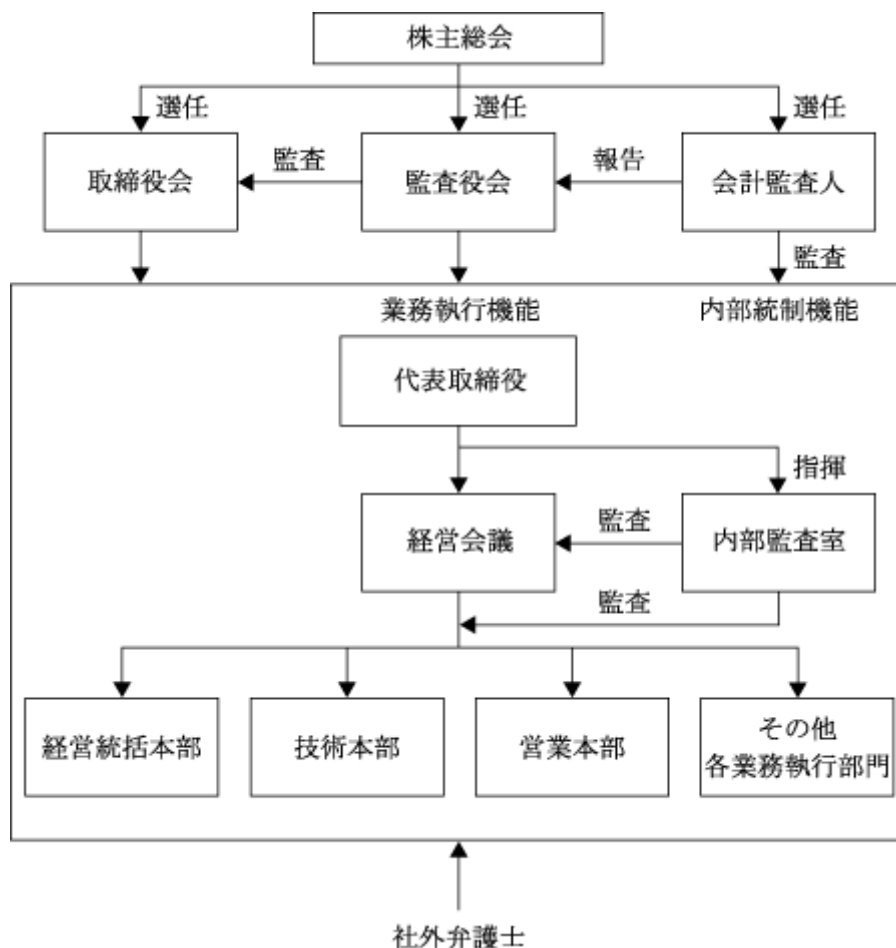 株主総会
選任
選任
選任
取締役会
監査
監査役会
報告
会計監査人
監査
業務執行機能
内部統制機能
代表取締役
指揮
経営会議
監査
内部監査室
監査
経営統括本部
技術本部
営業本部
その他
各業務執行部門
社外弁護士